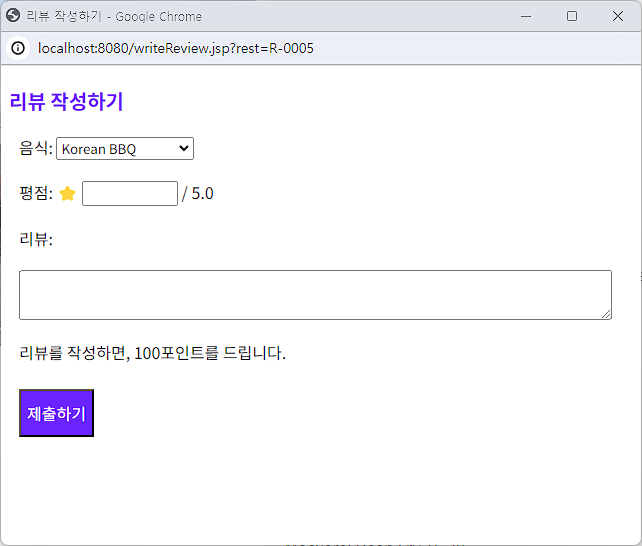 리뷰 작성하기 - Google Chrome
localhost:8080/writeReview.jsp?rest=R-0005
리뷰 작성하기
음식: Korean BBQ
평점: / 5.0
리뷰:
리뷰를 작성하면, 100포인트를 드립니다.
제출하기